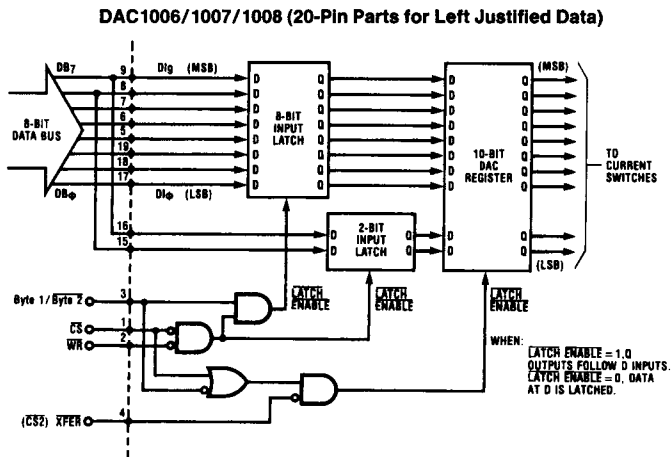 DAC1006/1007/1008 (20-Pin Parts for Left Justified Data)
DB7
9
DI9 (MSB)
8
7
6
5
19
18
17
8-BIT
DATA BUS
DBϕ
DIϕ (LSB)
D
D
D
D
D
D
D
D
8-BIT
INPUT
LATCH
Q
Q
Q
Q
Q
Q
Q
Q
D
D
D
D
D
D
D
D
10-BIT
DAC
REGISTER
(MSB)
Q
Q
Q
Q
Q
Q
Q
Q
TO
CURRENT
SWITCHES
16
15
D
D
2-BIT
INPUT
LATCH
Q
Q
D
D
Q
Q
(LSB)
Byte 1/Byte 2
3
LATCH
ENABLE
LATCH
ENABLE
LATCH
ENABLE
CS
1
WR
2
WHEN:
LATCH ENABLE = 1,Q
OUTPUTS FOLLOW D INPUTS.
LATCH ENABLE = 0, DATA
AT D IS LATCHED.
(CS2) XFER
4